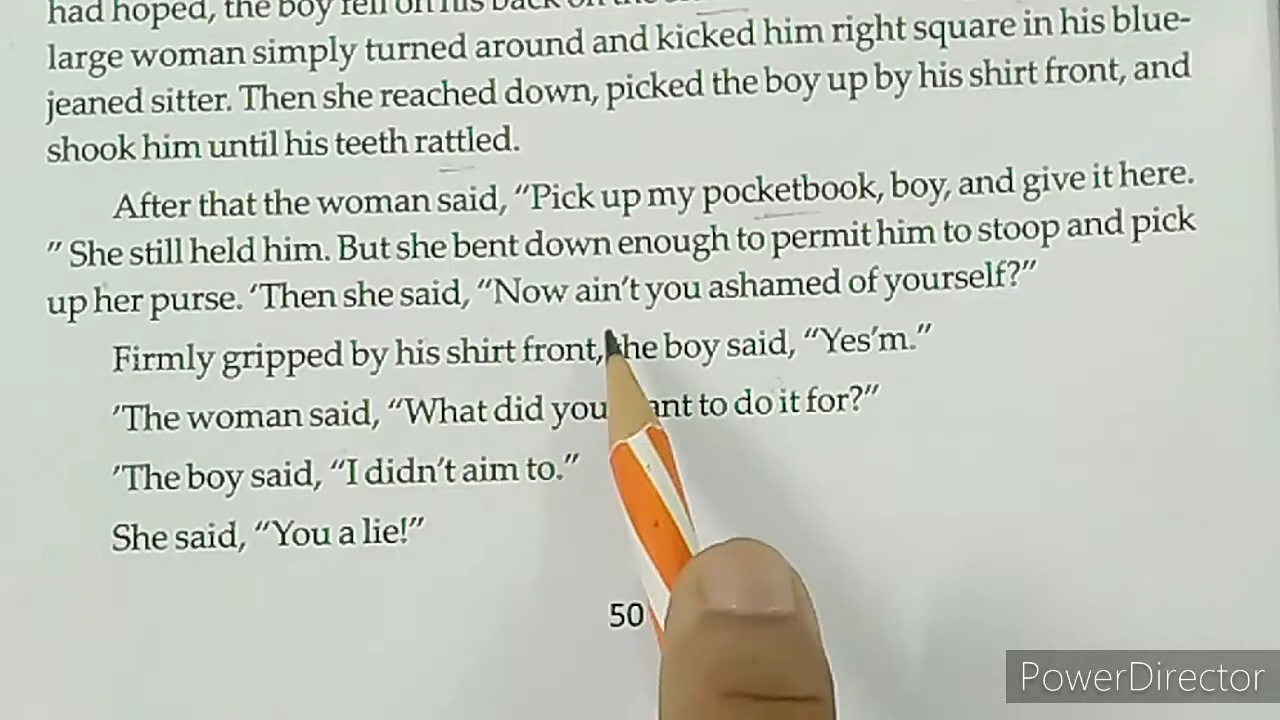 had hoped, the boy fell on his back on the
large woman simply turned around and kicked him right square in his blue-
jeaned sitter. Then she reached down, picked the boy up by his shirt front, and
shook him until his teeth rattled.
After that the woman said, “Pick up my pocketbook, boy, and give it here.
” She still held him. But she bent down enough to permit him to stoop and pick
up her purse. ‘Then she said, “Now ain’t you ashamed of yourself?”
Firmly gripped by his shirt front, the boy said, “Yes’m.”
’The woman said, “What did you want to do it for?”
’The boy said, “I didn’t aim to.”
She said, “You a lie!”
50
PowerDirector